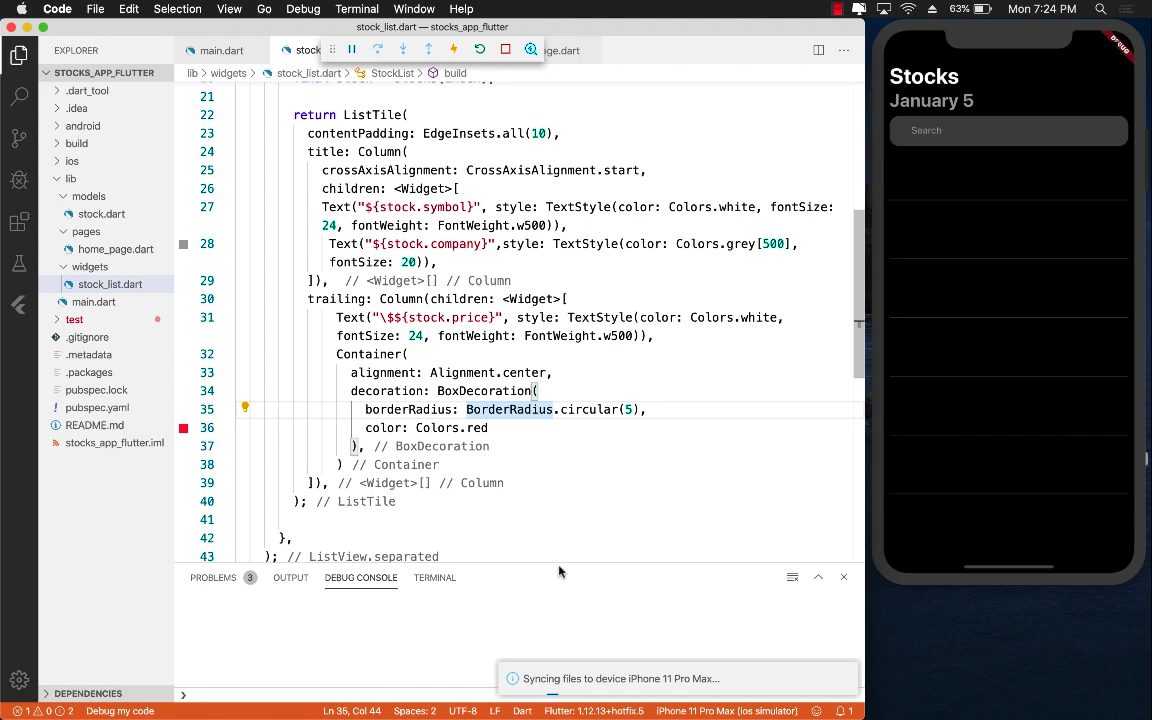 Code File Edit Selection View Go Debug Terminal Window Help 63% Mon 7:24 PM
stock_list.dart — stocks_app_flutter
EXPLORER
main.dart
stock
ge.dart
STOCKS_APP_FLUTTER
.dart_tool
.idea
android
build
ios
lib
models
stock.dart
pages
home_page.dart
widgets
stock_list.dart
main.dart
test
.gitignore
.metadata
.packages
pubspec.lock
pubspec.yaml
README.md
stocks_app_flutter.iml
DEPENDENCIES
lib > widgets > stock_list.dart > StockList > build
21
22 return ListTile(
23 contentPadding: EdgeInsets.all(10),
24 title: Column(
25 crossAxisAlignment: CrossAxisAlignment.start,
26 children: <Widget>[
27 Text("${stock.symbol}", style: TextStyle(color: Colors.white, fontSize:
24, fontWeight: FontWeight.w500)),
28 Text("${stock.company}",style: TextStyle(color: Colors.grey[500],
fontSize: 20)),
29 ]), // <Widget>[] // Column
30 trailing: Column(children: <Widget>[
31 Text("\$${stock.price}", style: TextStyle(color: Colors.white,
fontSize: 24, fontWeight: FontWeight.w500)),
32 Container(
33 alignment: Alignment.center,
34 decoration: BoxDecoration(
35 borderRadius: BorderRadius.circular(5),
36 color: Colors.red
37 ), // BoxDecoration
38 ) // Container
39 ]), // <Widget>[] // Column
40 ); // ListTile
41
42 },
43 ); // ListView.separated
PROBLEMS 3 OUTPUT DEBUG CONSOLE TERMINAL
Syncing files to device iPhone 11 Pro Max...
1 0 2 Debug my code Ln 35, Col 44 Spaces: 2 UTF-8 LF Dart Flutter: 1.12.13+hotfix.5 iPhone 11 Pro Max (ios simulator) 1
DEBUG
Stocks
January 5
Search